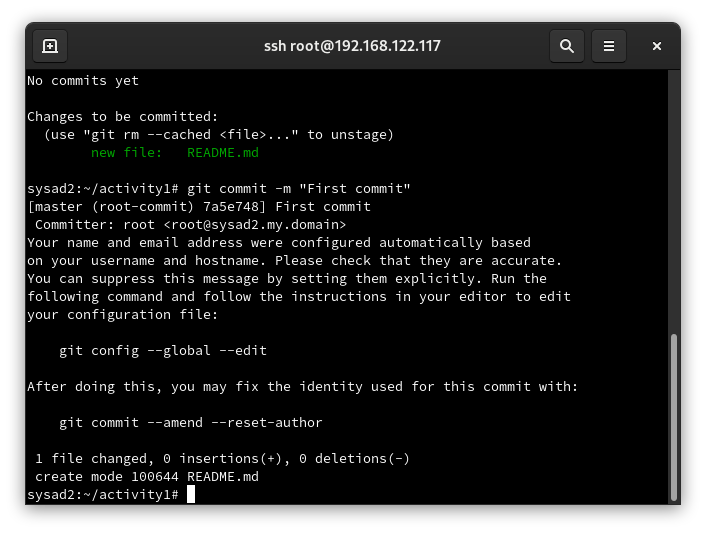 ssh root@192.168.122.117
No commits yet
Changes to be committed:
(use "git rm --cached <file>..." to unstage)
new file: README.md
sysad2:~/activity1# git commit -m "First commit"
[master (root-commit) 7a5e748] First commit
Committer: root <root@sysad2.my.domain>
Your name and email address were configured automatically based
on your username and hostname. Please check that they are accurate.
You can suppress this message by setting them explicitly. Run the
following command and follow the instructions in your editor to edit
your configuration file:
git config --global --edit
After doing this, you may fix the identity used for this commit with:
git commit --amend --reset-author
1 file changed, 0 insertions(+), 0 deletions(-)
create mode 100644 README.md
sysad2:~/activity1#